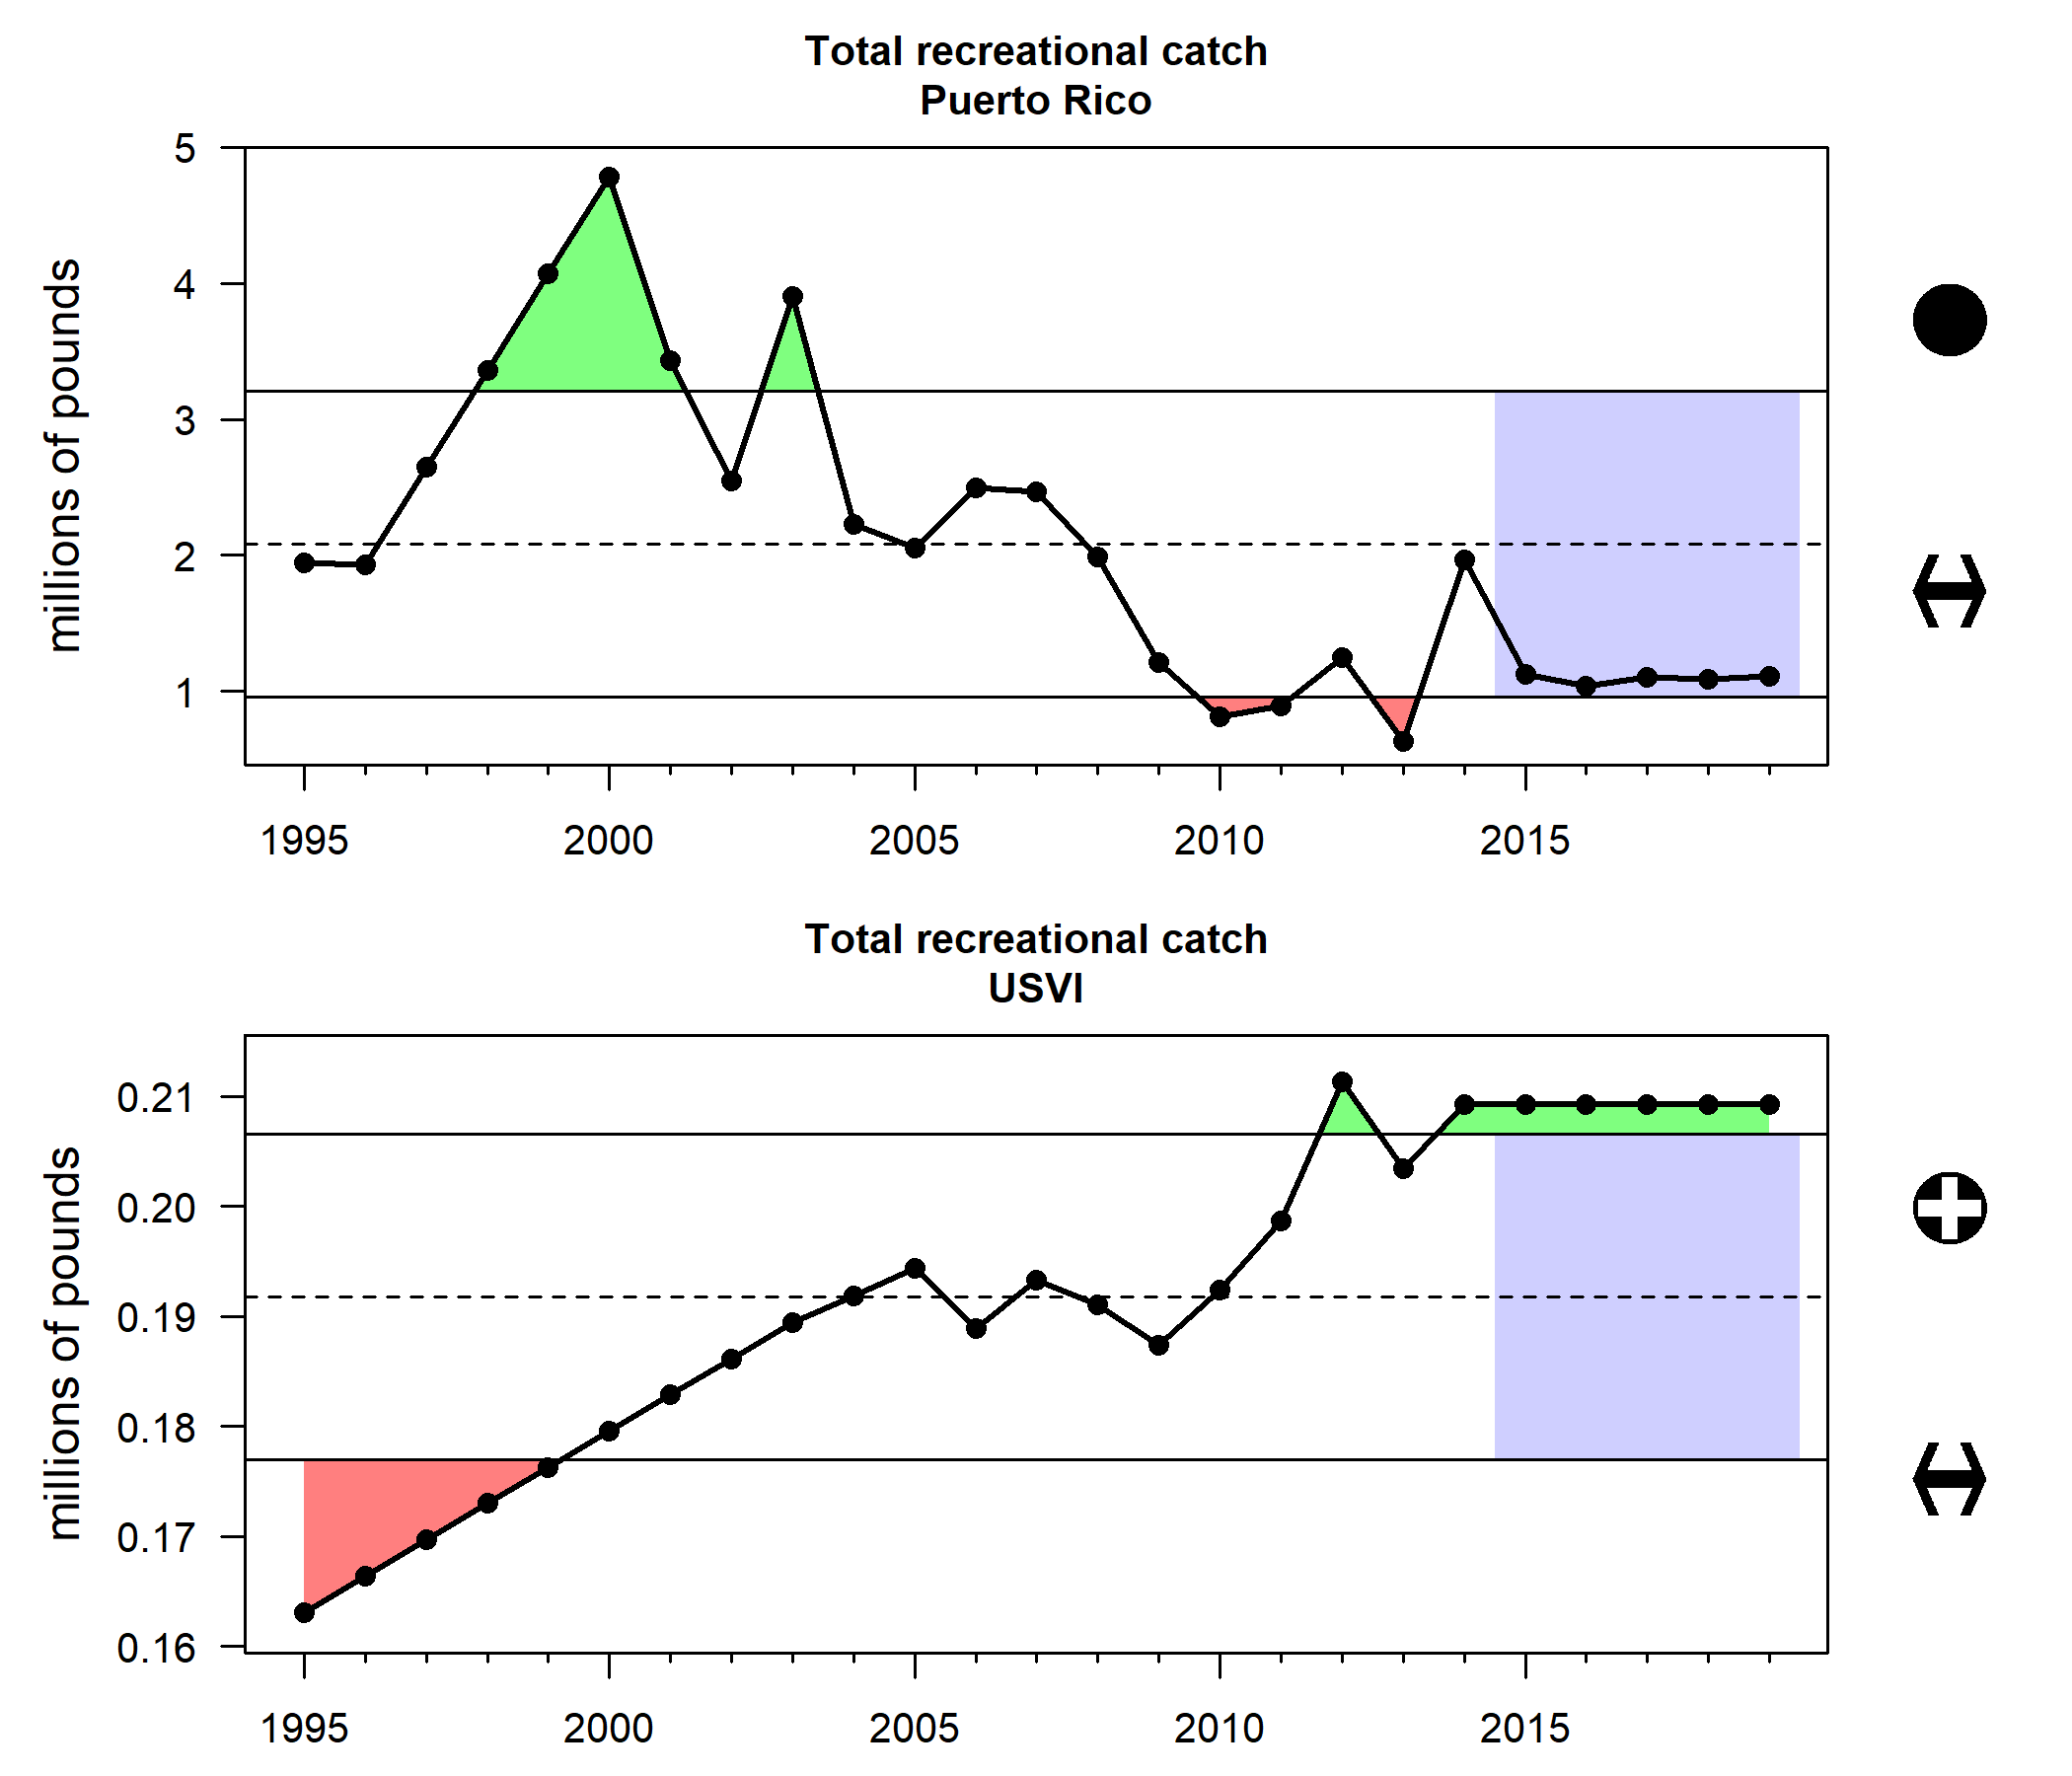 Total recreational catch
Puerto Rico
millions of pounds
5
4
3
2
1
1995 2000 2005 2010 2015
Total recreational catch
USVI
millions of pounds
0.21
0.20
0.19
0.18
0.17
0.16
1995 2000 2005 2010 2015